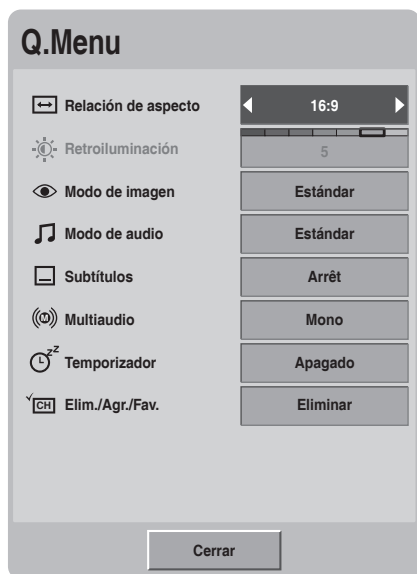 Q.Menu
Relación de aspecto 16:9
Retroiluminación 5
Modo de imagen Estándar
Modo de audio Estándar
Subtítulos Arrêt
M Multiaudio Mono
zz Temporizador Apagado
CH Elim./Agr./Fav. Eliminar
Cerrar